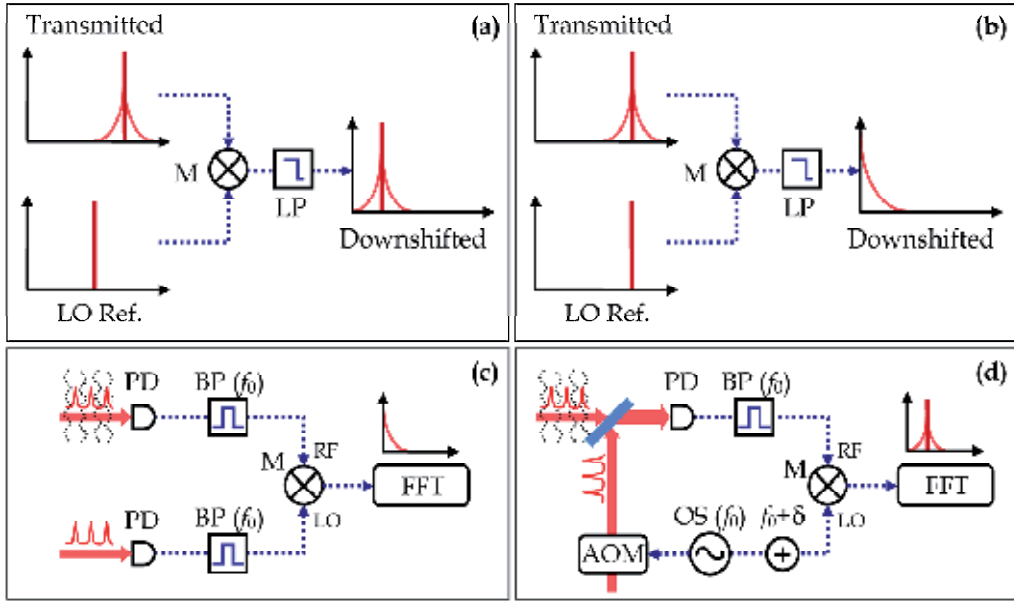 Transmitted (a)
M
LP
Downshifted
LO Ref.
Transmitted (b)
M
LP
Downshifted
LO Ref.
(c)
PD BP (f₀)
M RF
FFT
LO
PD BP (f₀)
(d)
PD BP (f₀)
M RF
FFT
LO
OS (f₀) f₀+δ
AOM